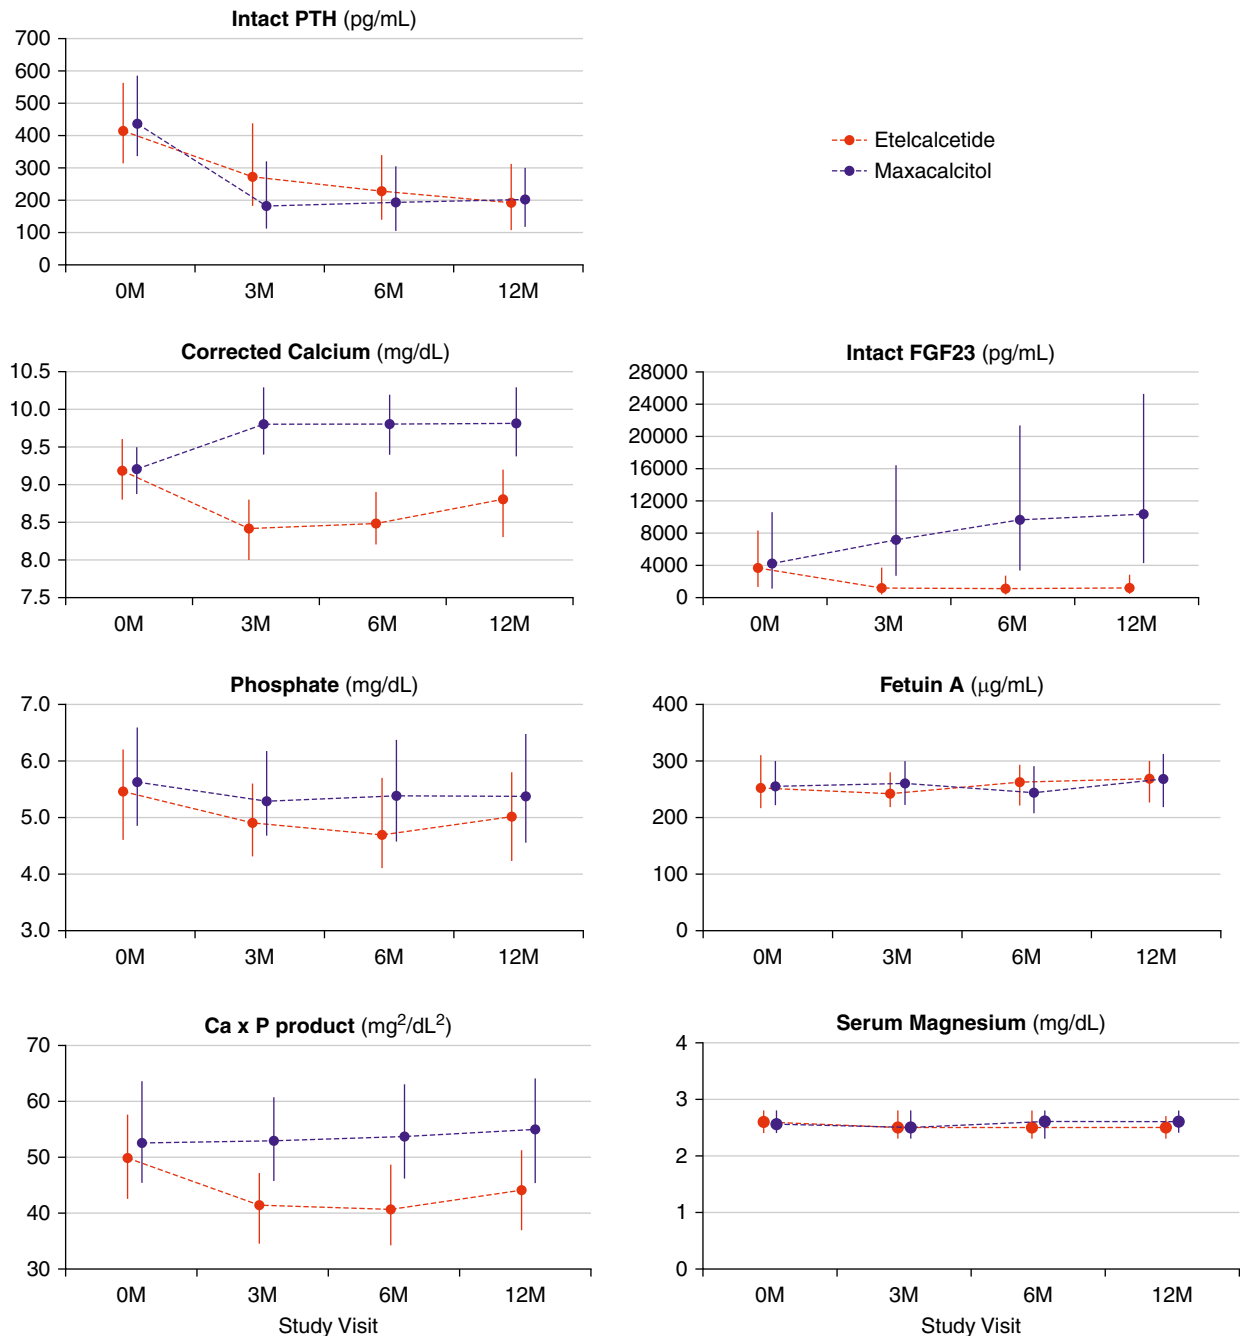 Intact PTH (pg/mL)
700
600
500
400
300
200
100
0
0M 3M 6M 12M
Etelcalcetide
Maxacalcitol
Corrected Calcium (mg/dL)
10.5
10.0
9.5
9.0
8.5
8.0
7.5
0M 3M 6M 12M
Intact FGF23 (pg/mL)
28000
24000
20000
16000
12000
8000
4000
0
0M 3M 6M 12M
Phosphate (mg/dL)
7.0
6.0
5.0
4.0
3.0
0M 3M 6M 12M
Fetuin A (μg/mL)
400
300
200
100
0
0M 3M 6M 12M
Ca x P product (mg²/dL²)
70
60
50
40
30
0M 3M 6M 12M
Study Visit
Serum Magnesium (mg/dL)
4
3
2
1
0
0M 3M 6M 12M
Study Visit